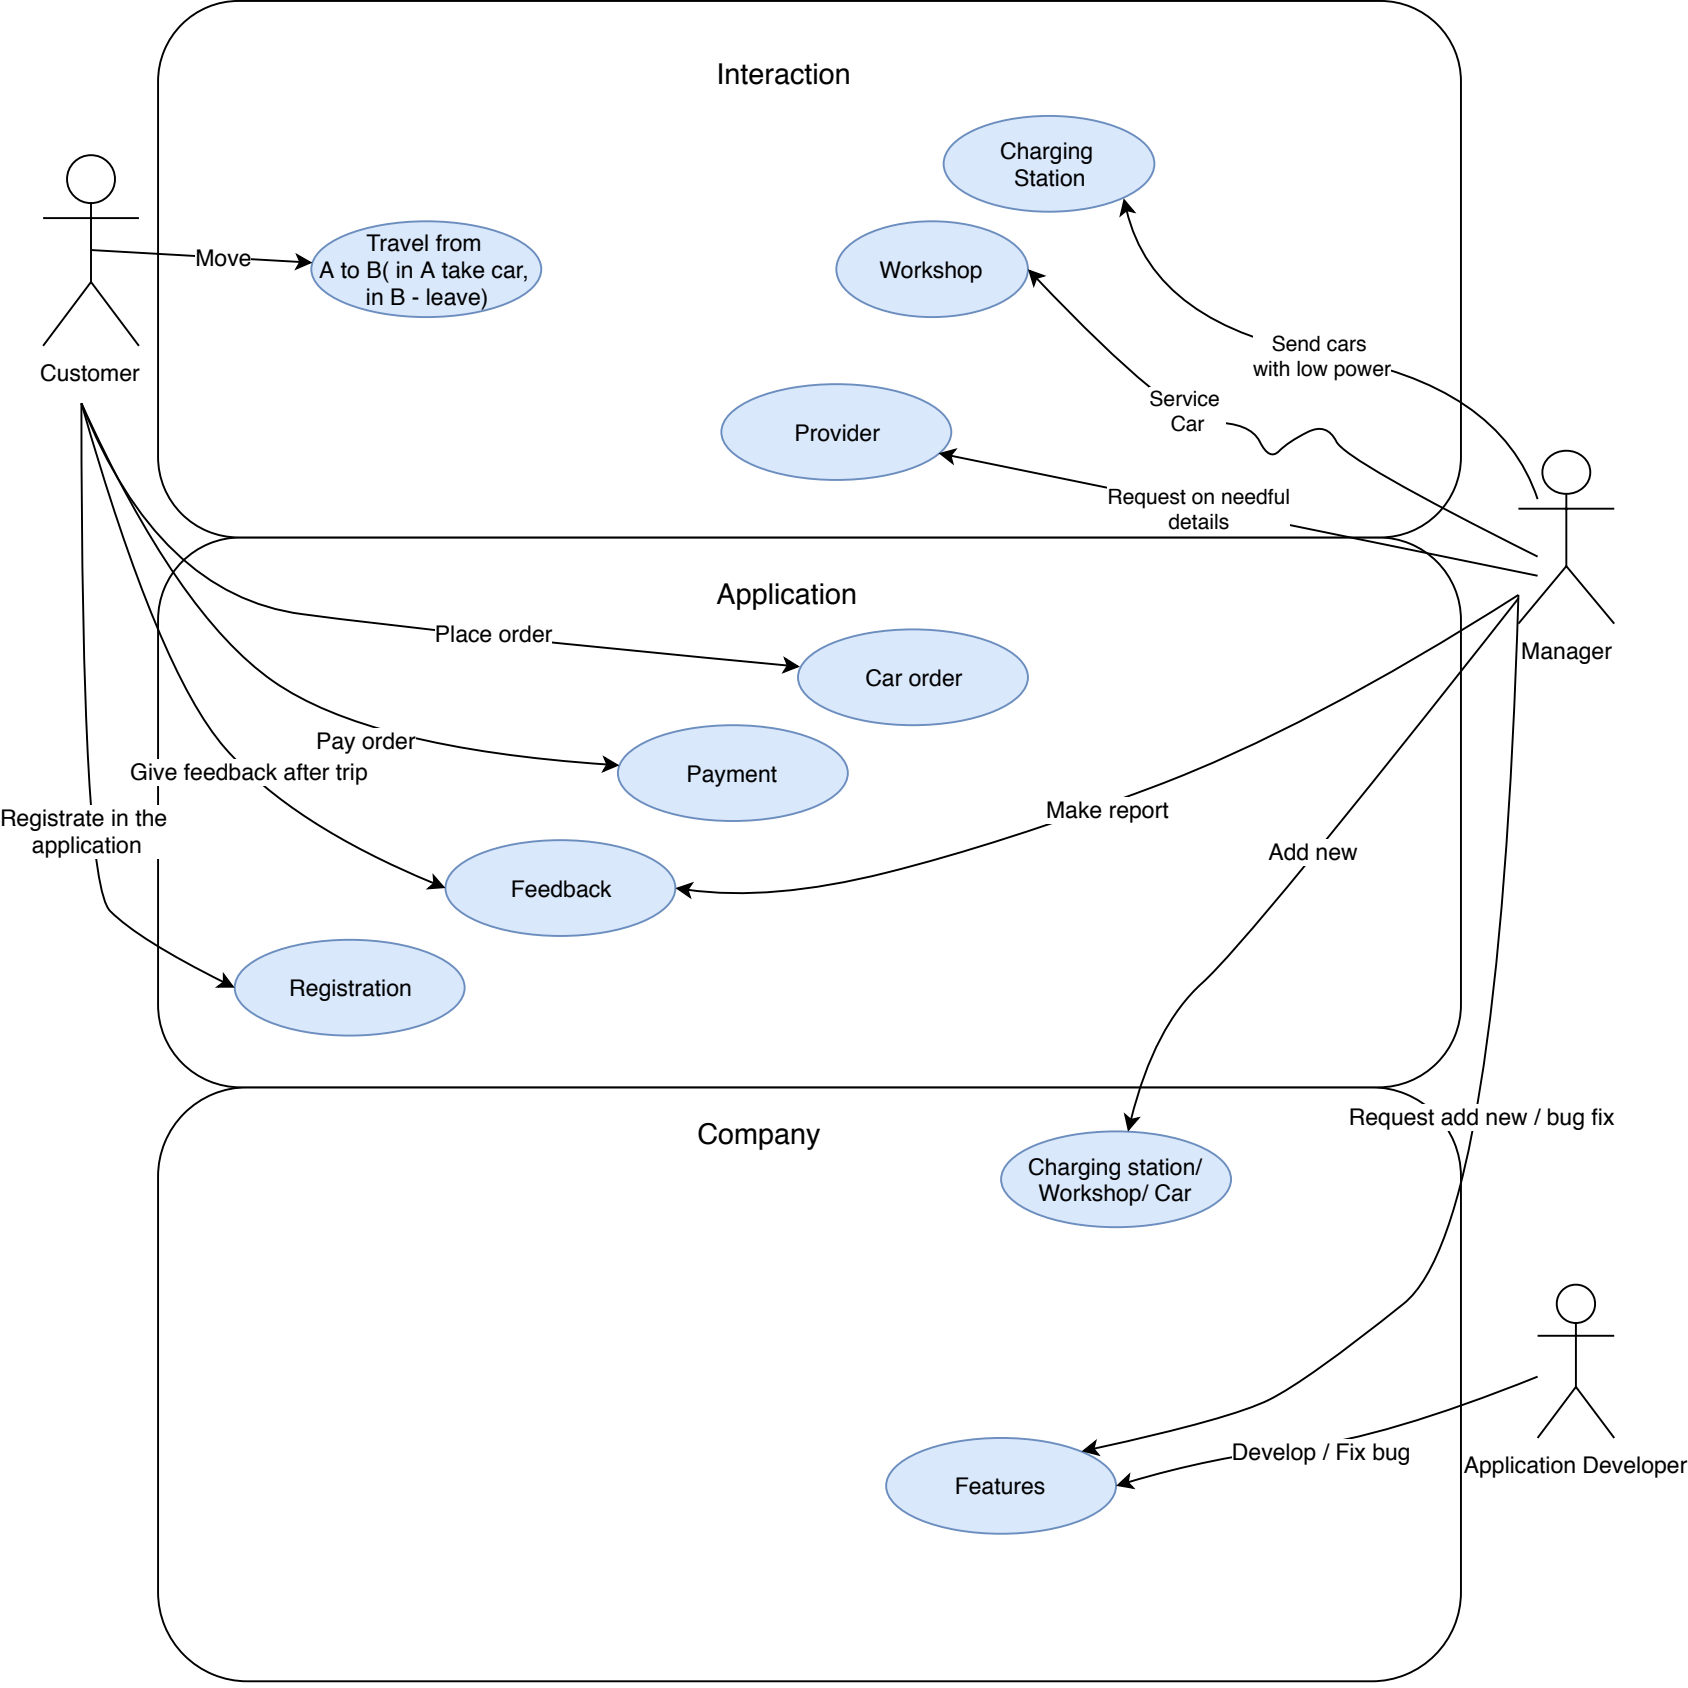 Interaction
Charging
Station
Travel from
A to B( in A take car,
in B - leave)
Move
Workshop
Send cars
with low power
Customer
Service
Car
Provider
Request on needful
details
Application
Place order
Manager
Car order
Pay order
Payment
Give feedback after trip
Make report
Registrate in the
application
Add new
Feedback
Registration
Request add new / bug fix
Company
Charging station/
Workshop/ Car
Develop / Fix bug
Application Developer
Features